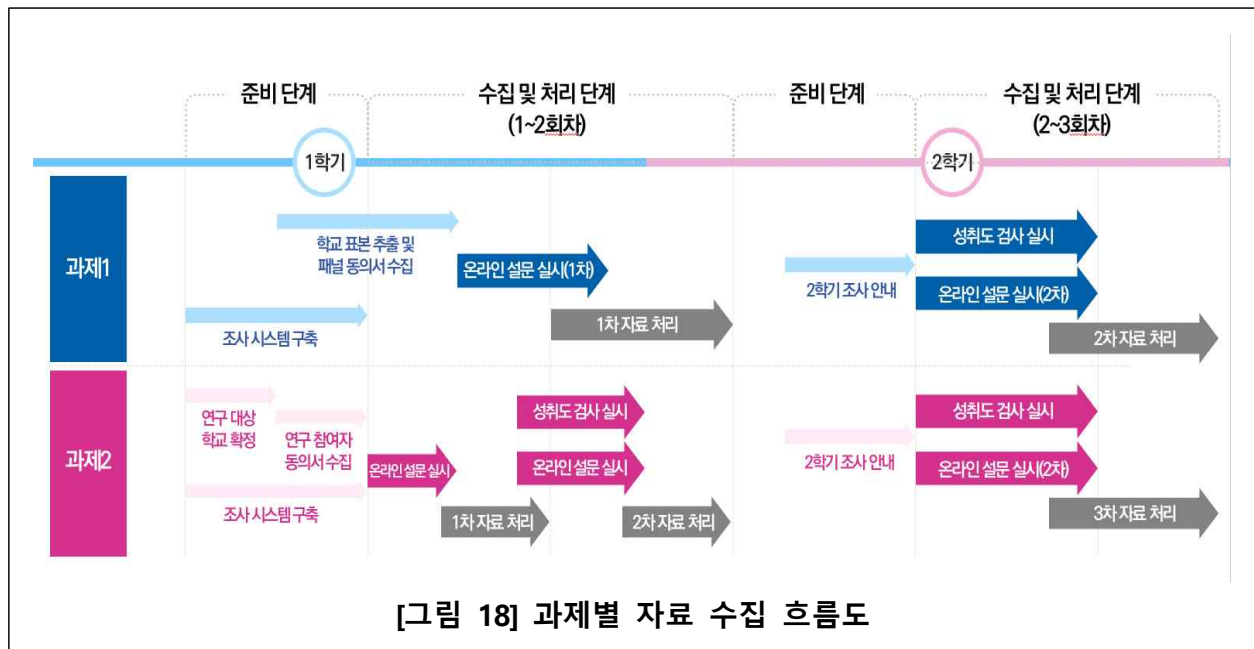 준비 단계
수집 및 처리 단계
(1~2회차)
준비 단계
수집 및 처리 단계
(2~3회차)
1학기
2학기
과제1
학교 표본 추출 및
패널 동의서 수집
조사 시스템 구축
온라인 설문 실시(1차)
1차 자료 처리
2학기 조사 안내
성취도 검사 실시
온라인 설문 실시(2차)
2차 자료 처리
과제2
연구 대상
학교 확정
연구 참여자
동의서 수집
조사 시스템 구축
온라인 설문 실시
1차 자료 처리
성취도 검사 실시
온라인 설문 실시
2차 자료 처리
2학기 조사 안내
성취도 검사 실시
온라인 설문 실시(2차)
3차 자료 처리
[그림 18] 과제별 자료 수집 흐름도